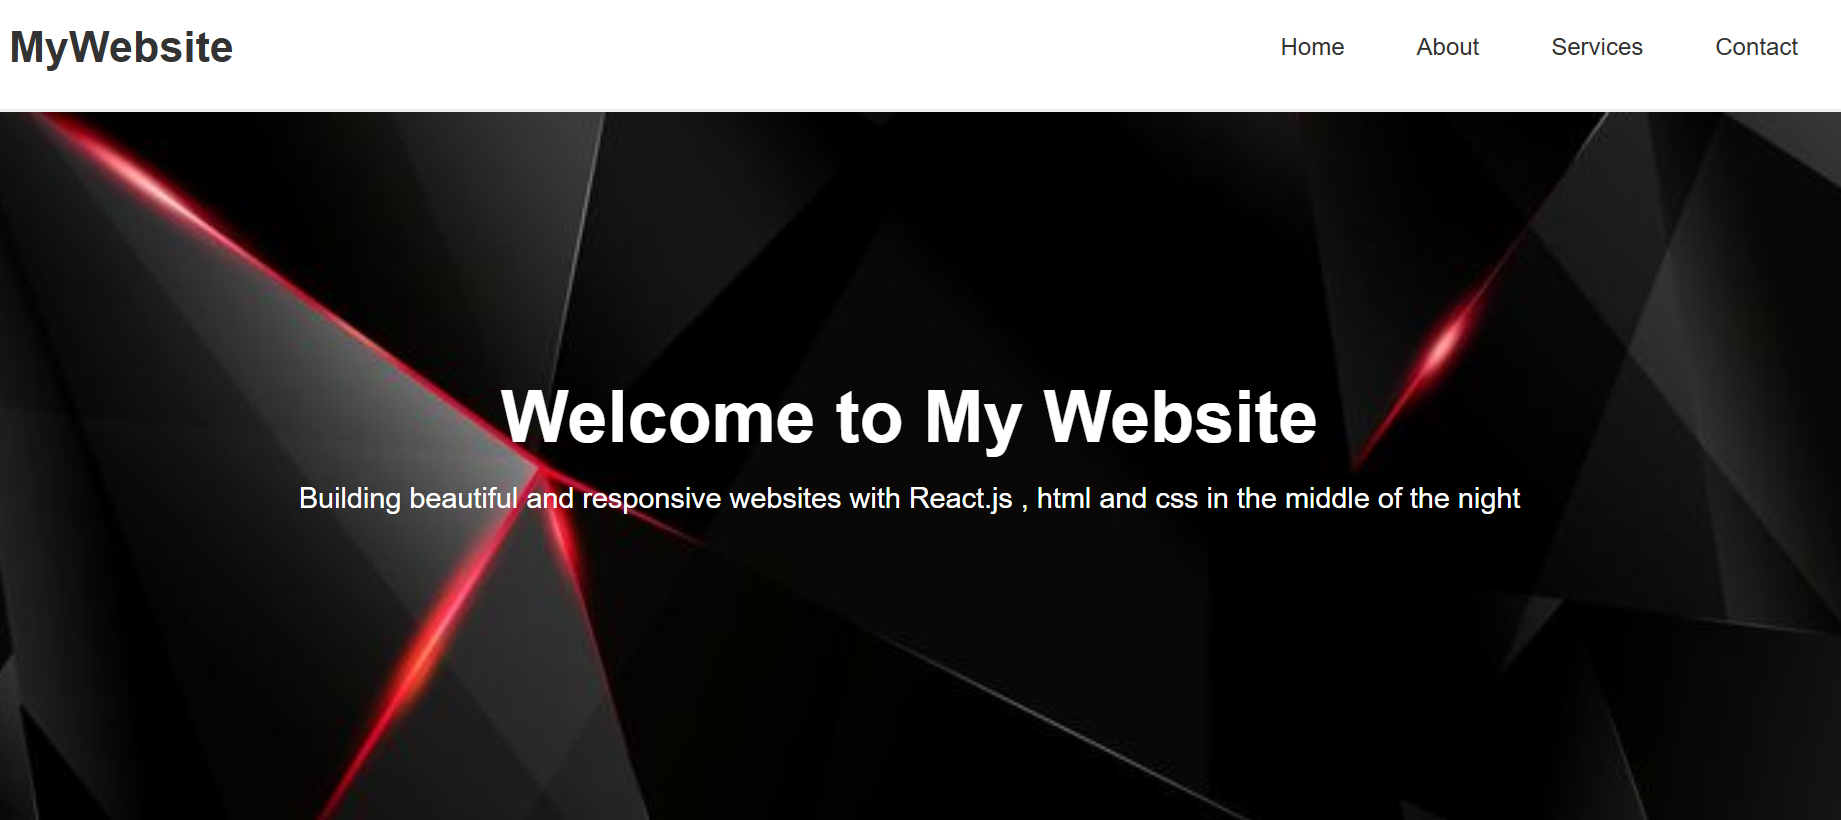 MyWebsite
Home About Services Contact
Welcome to My Website
Building beautiful and responsive websites with React.js , html and css in the middle of the night